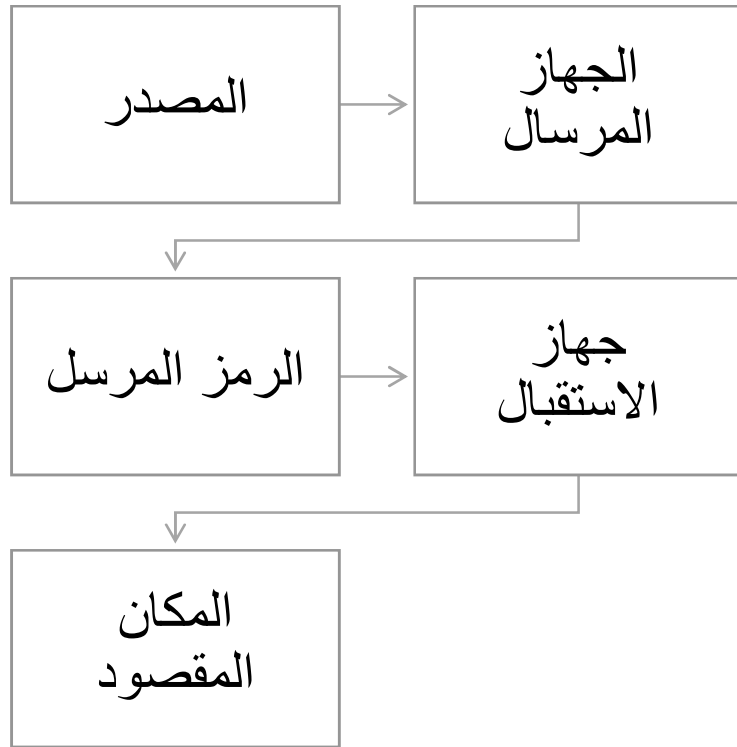 المصدر
الجهاز
المرسال
الرمز المرسل
جهاز
الاستقبال
المكان
المقصود